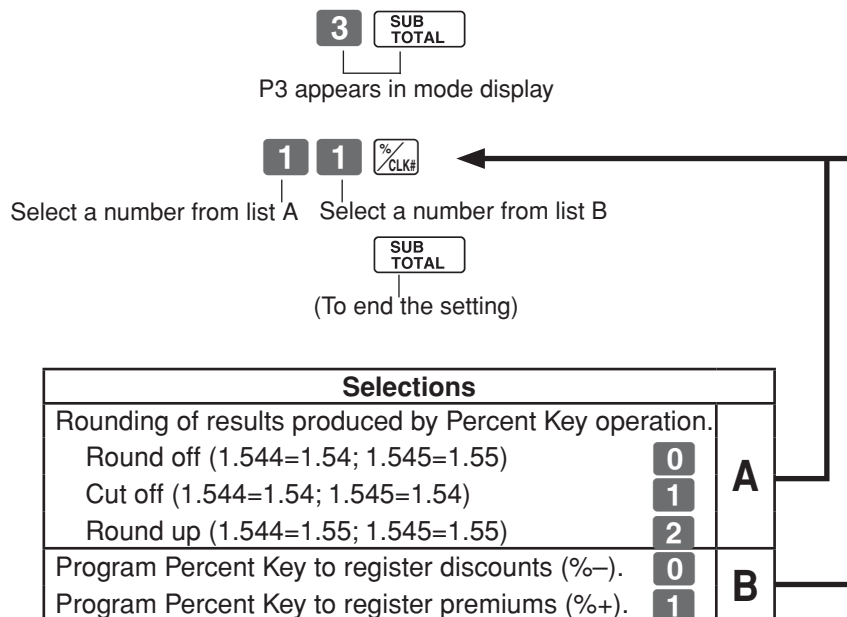 3 SUB TOTAL
P3 appears in mode display
1 1 %/CLK#
Select a number from list A Select a number from list B
SUB TOTAL
(To end the setting)
Selections
Rounding of results produced by Percent Key operation.
Round off (1.544=1.54; 1.545=1.55) 0
Cut off (1.544=1.54; 1.545=1.54) 1
Round up (1.544=1.55; 1.545=1.55) 2
A
Program Percent Key to register discounts (%–). 0
Program Percent Key to register premiums (%+). 1
B